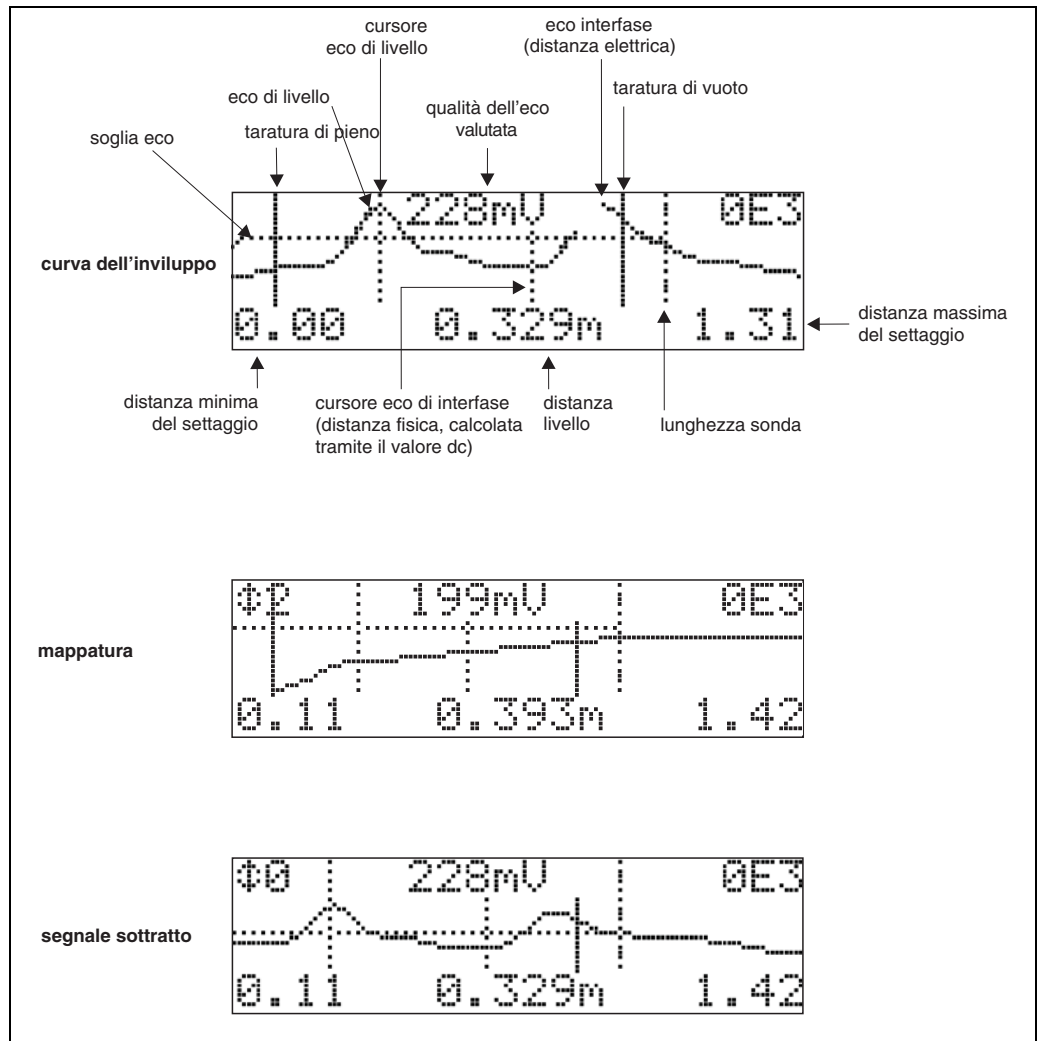 cursore
eco di livello
eco interfase
(distanza elettrica)
eco di livello
qualità dell'eco
valutata
taratura di vuoto
soglia eco
taratura di pieno
228mV
0E3
curva dell'inviluppo
0.00
0.329m
1.31
distanza massima
del settaggio
distanza minima
del settaggio
cursore eco di interfase
(distanza fisica, calcolata
tramite il valore dc)
distanza
livello
lunghezza sonda
↕2
199mV
0E3
mappatura
0.11
0.393m
1.42
↕0
228mV
0E3
segnale sottratto
0.11
0.329m
1.42